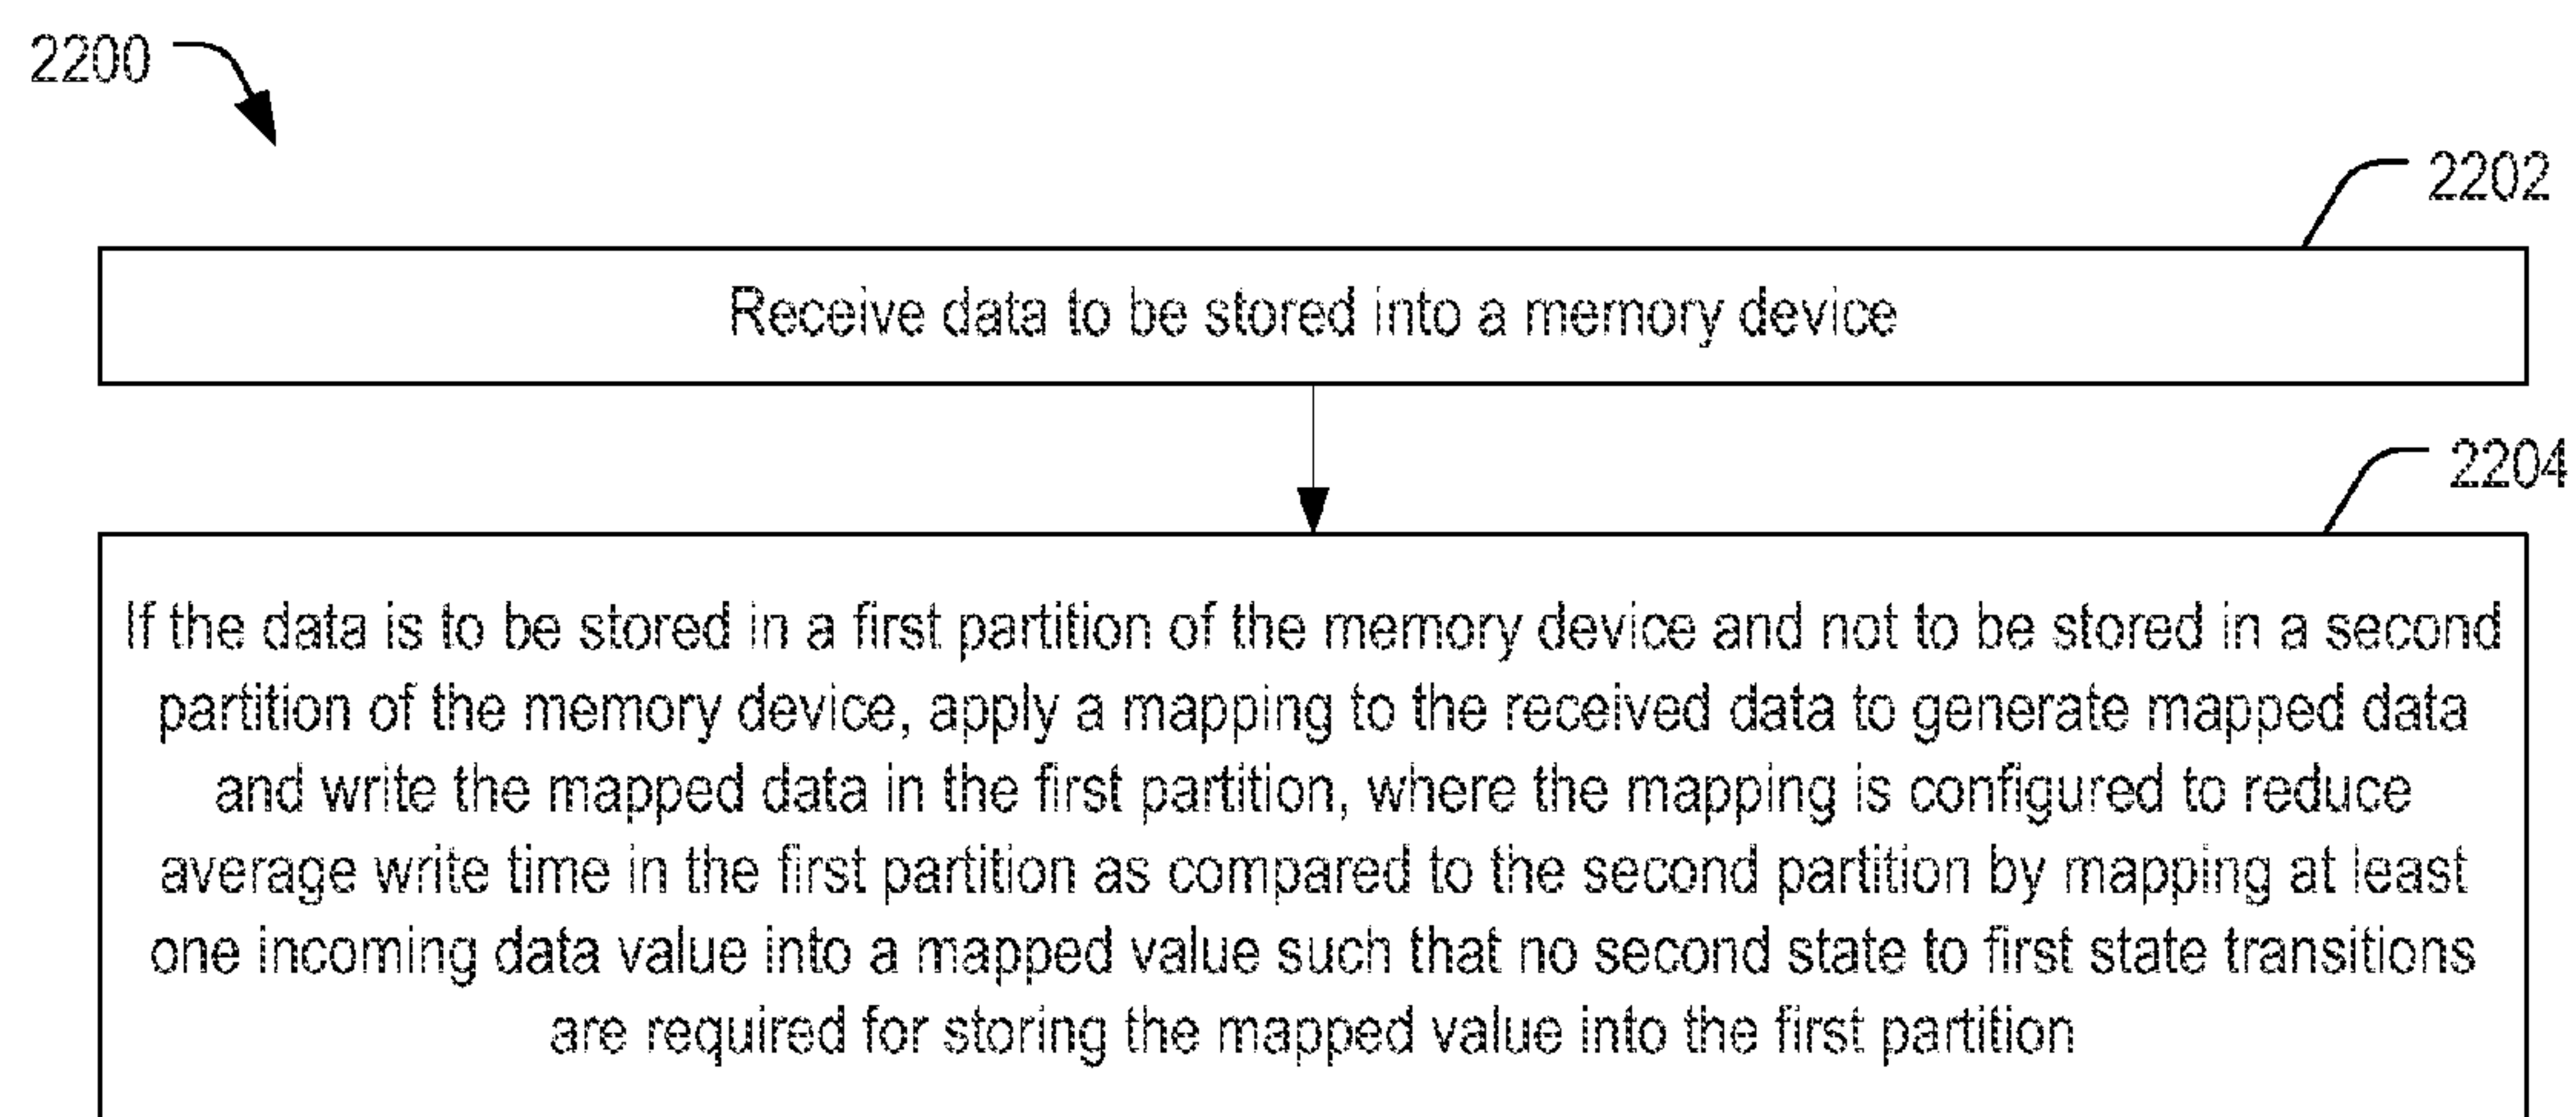 2200
2202
Receive data to be stored into a memory device
2204
If the data is to be stored in a first partition of the memory device and not to be stored in a second
partition of the memory device, apply a mapping to the received data to generate mapped data
and write the mapped data in the first partition, where the mapping is configured to reduce
average write time in the first partition as compared to the second partition by mapping at least
one incoming data value into a mapped value such that no second state to first state transitions
are required for storing the mapped value into the first partition